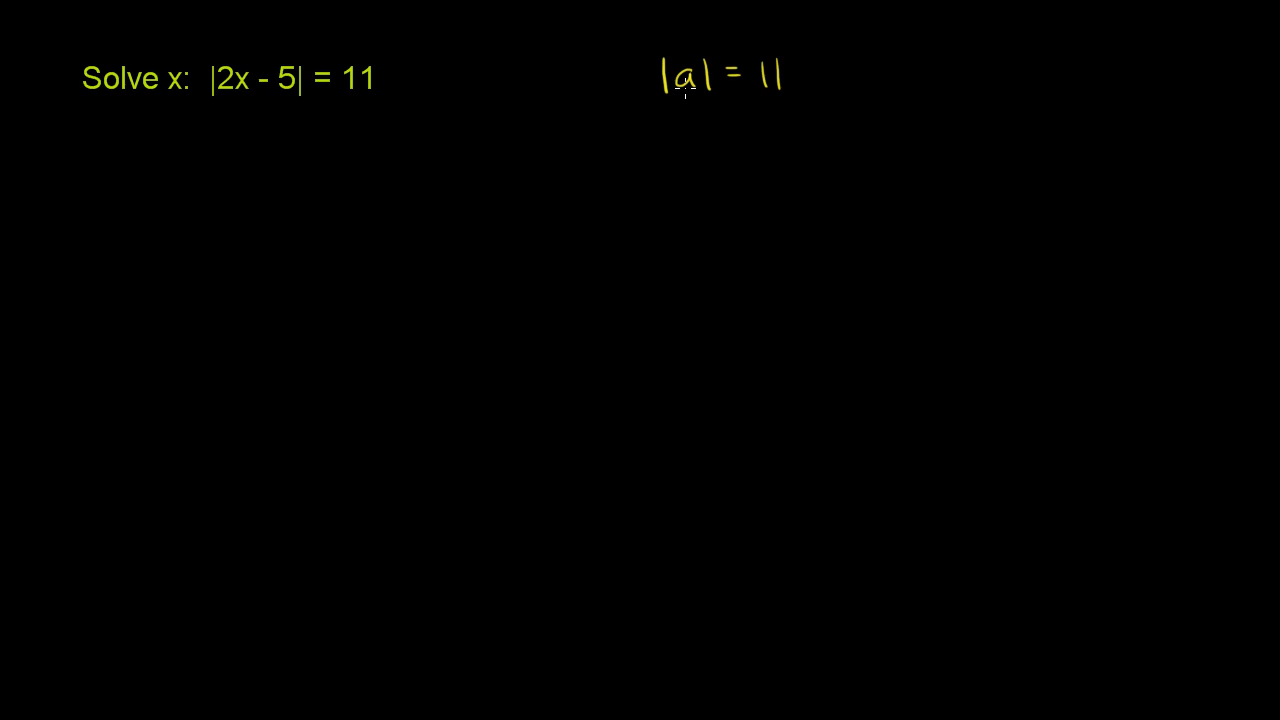 Solve x: |2x - 5| = 11
|a| = 11